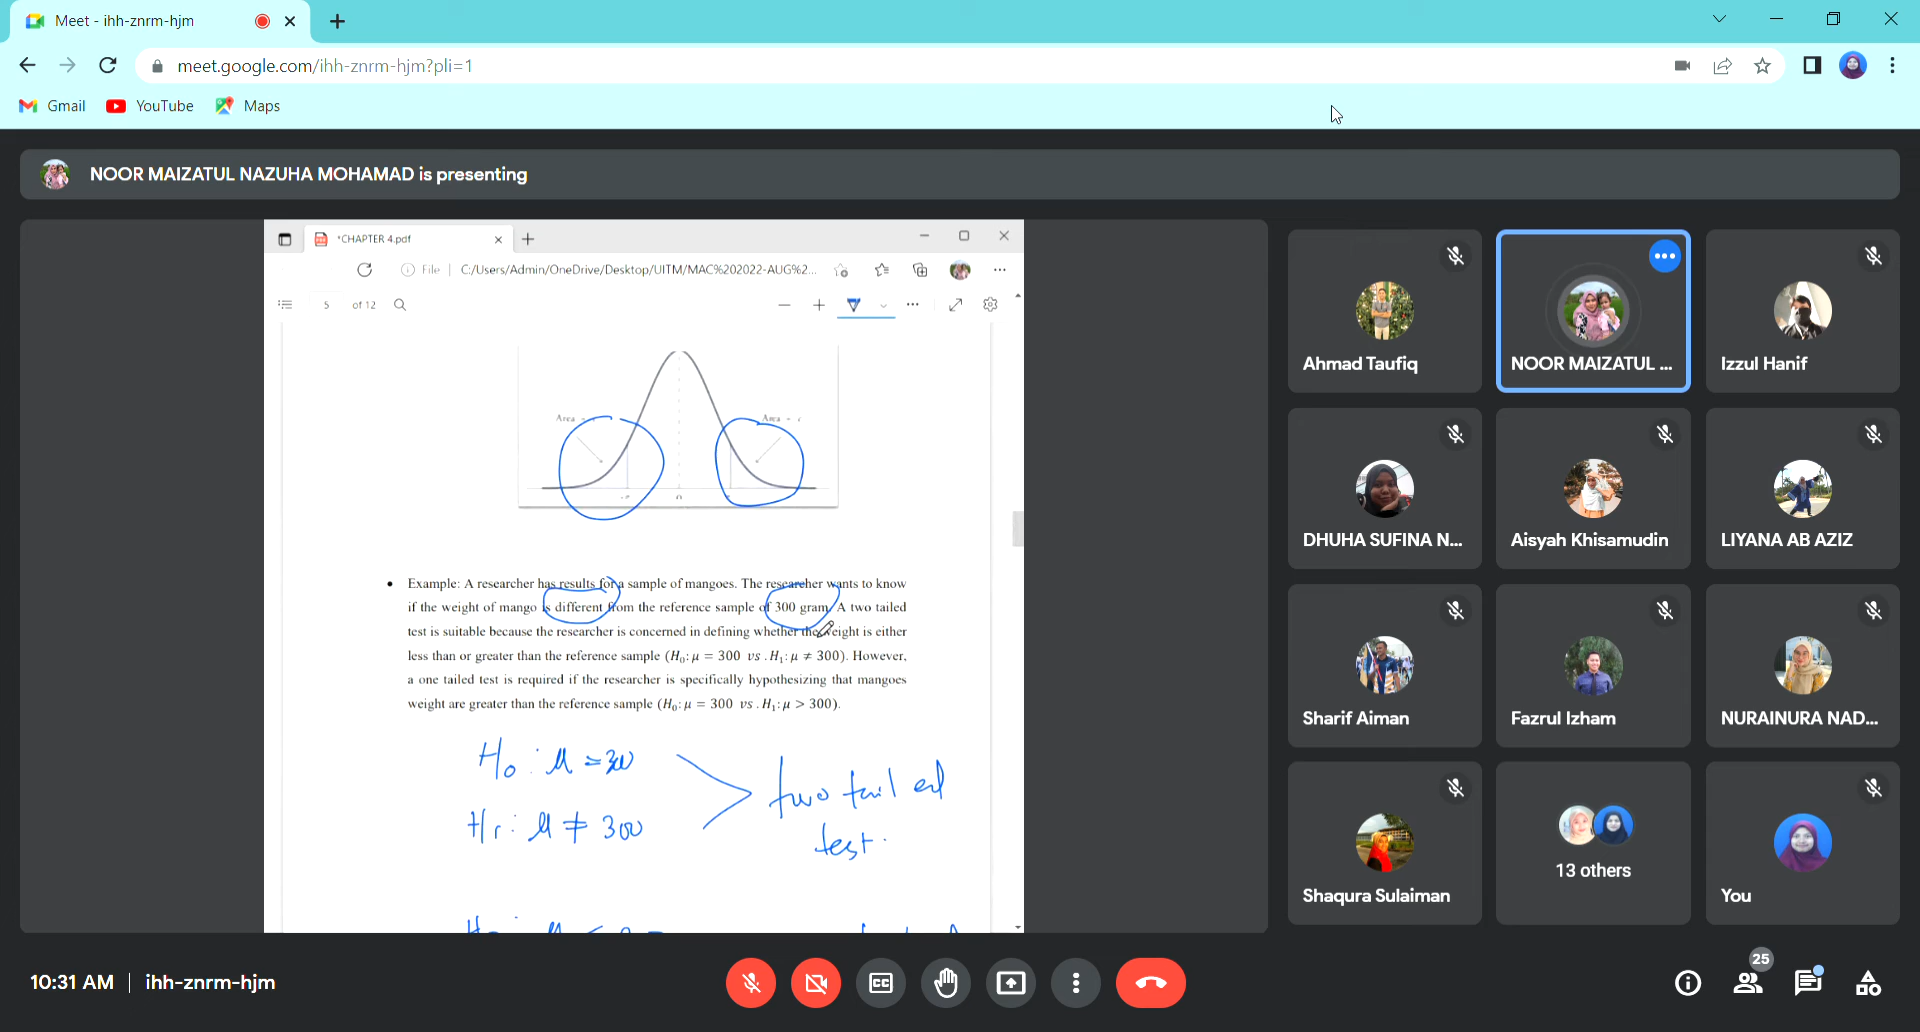 Meet - ihh-znrm-hjm
meet.google.com/ihh-znrm-hjm?pli=1
Gmail YouTube Maps
NOOR MAIZATUL NAZUHA MOHAMAD is presenting
*CHAPTER 4.pdf
File C:/Users/Admin/OneDrive/Desktop/UITM/MAC%202022-AUG%2...
5 of 12
Area
Area
0
• Example: A researcher has results for a sample of mangoes. The researcher wants to know
if the weight of mango is different from the reference sample of 300 gram. A two tailed
test is suitable because the researcher is concerned in defining whether the weight is either
less than or greater than the reference sample (H₀: μ = 300 vs . H₁: μ ≠ 300). However,
a one tailed test is required if the researcher is specifically hypothesizing that mangoes
weight are greater than the reference sample (H₀: μ = 300 vs . H₁: μ > 300).
H₀ : μ = 300
H₁ : μ ≠ 300
two tailed
test.
Ahmad Taufiq
NOOR MAIZATUL ...
Izzul Hanif
DHUHA SUFINA N...
Aisyah Khisamudin
LIYANA AB AZIZ
Sharif Aiman
Fazrul Izham
NURAINURA NAD...
Shaqura Sulaiman
13 others
You
10:31 AM | ihh-znrm-hjm
25